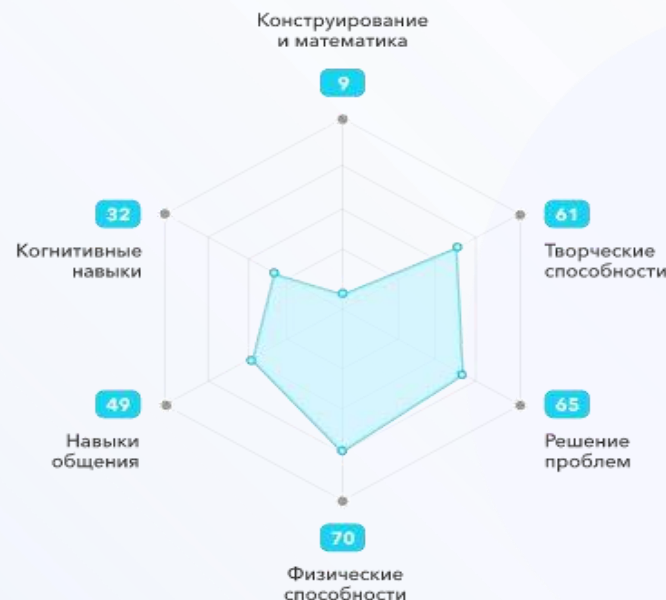 Конструирование
и математика
9
32
Когнитивные
навыки
61
Творческие
способности
49
Навыки
общения
65
Решение
проблем
70
Физические
способности